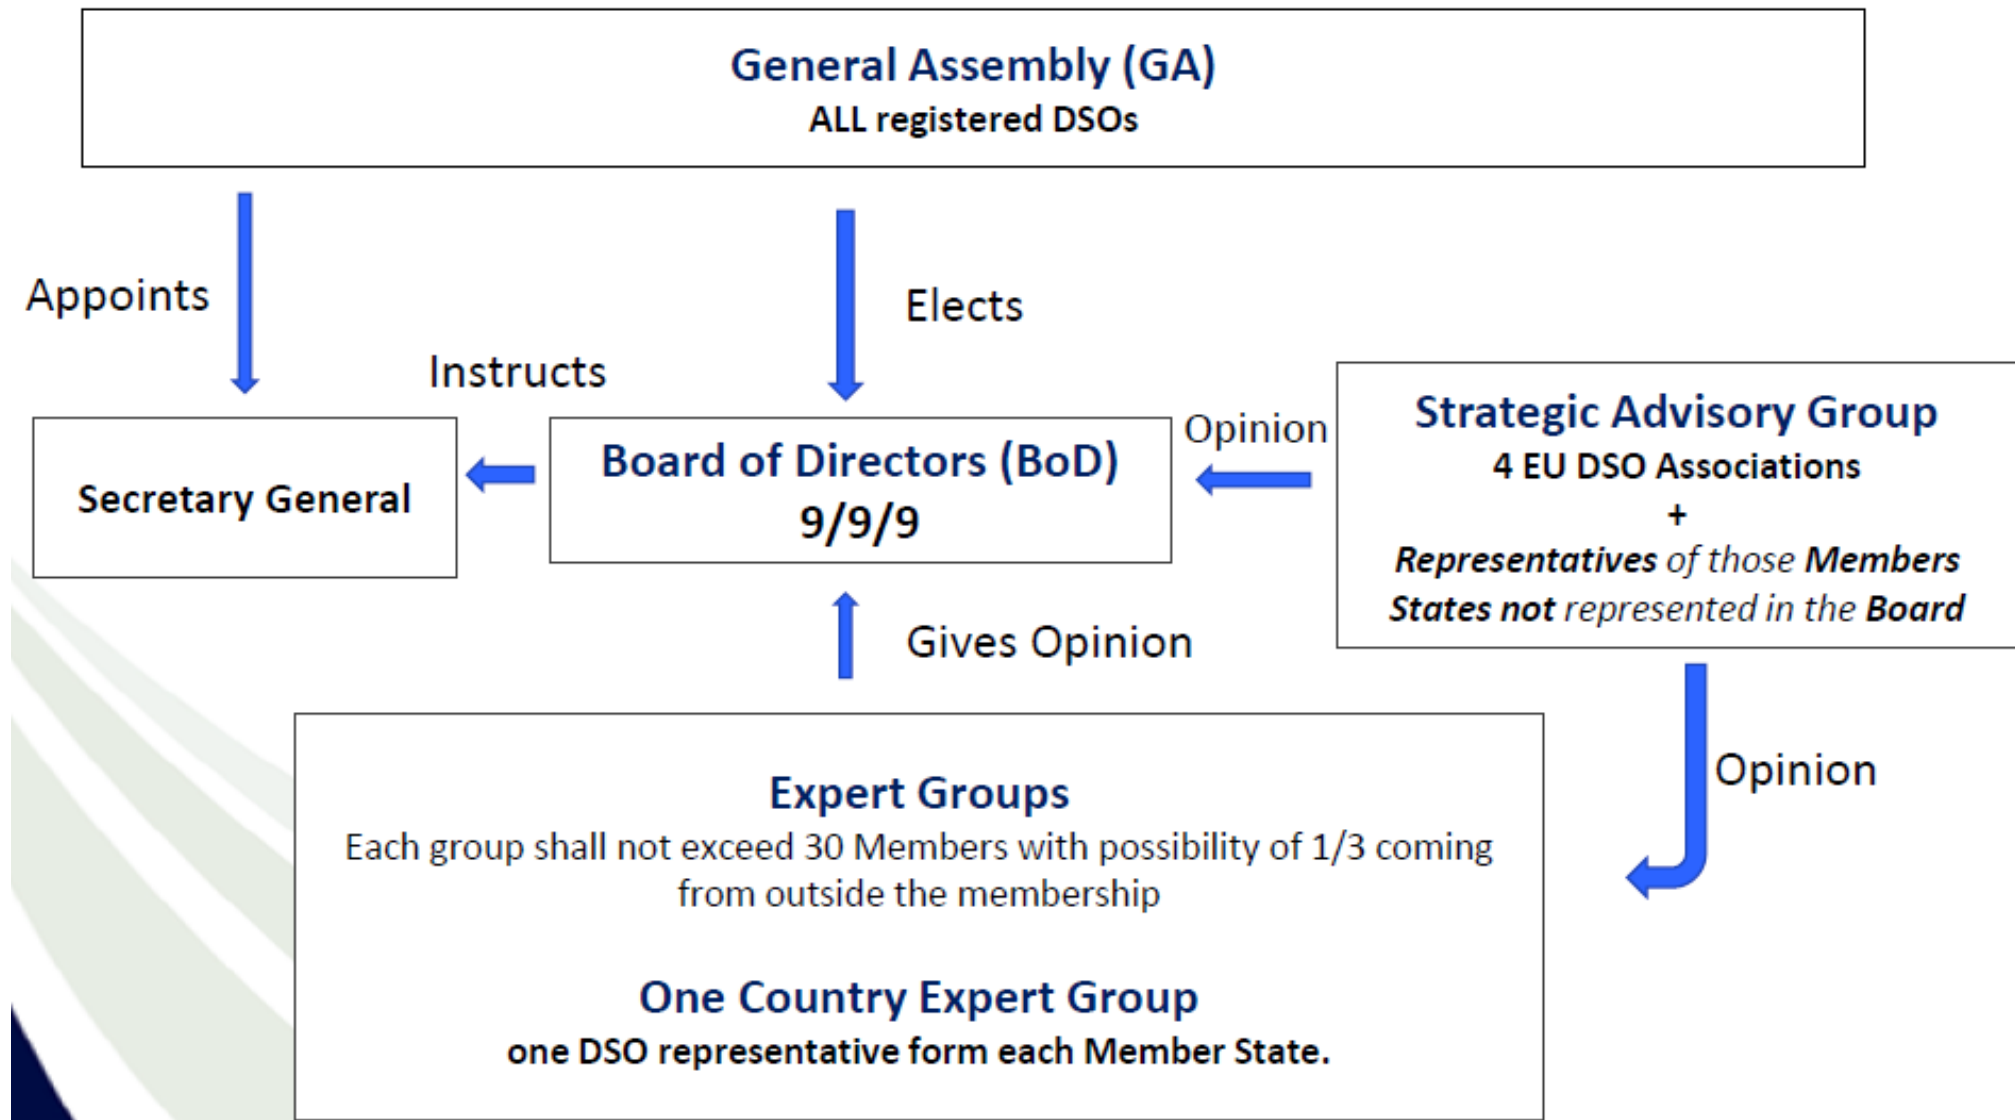 General Assembly (GA)
ALL registered DSOs
Appoints
Elects
Instructs
Secretary General
Board of Directors (BoD)
9/9/9
Opinion
Strategic Advisory Group
4 EU DSO Associations
+
Representatives of those Members
States not represented in the Board
Gives Opinion
Opinion
Expert Groups
Each group shall not exceed 30 Members with possibility of 1/3 coming
from outside the membership
One Country Expert Group
one DSO representative form each Member State.